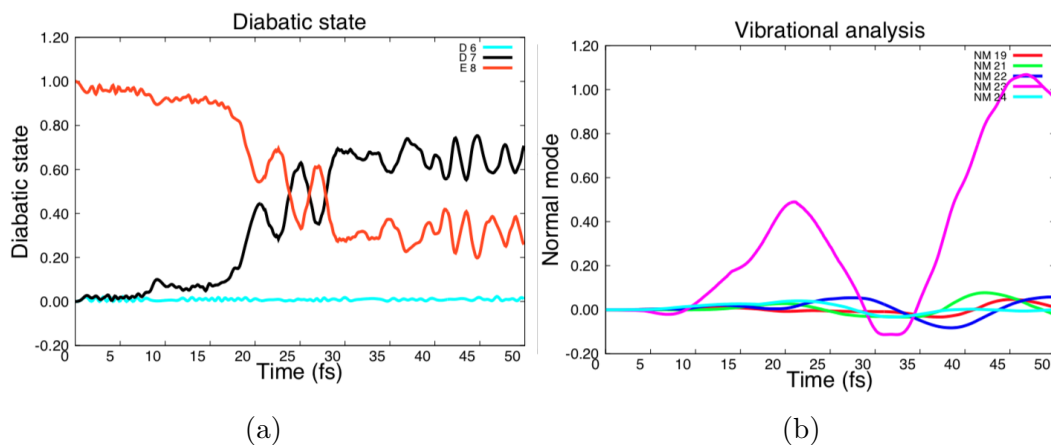 Diabatic state
Diabatic state
1.20
1.00
0.80
0.60
0.40
0.20
0.00
-0.20
D 6
D 7
E 8
0 5 10 15 20 25 30 35 40 45 50
Time (fs)
(a)
Vibrational analysis
Normal mode
1.20
1.00
0.80
0.60
0.40
0.20
0.00
-0.20
NM 19
NM 21
NM 22
NM 23
NM 24
0 5 10 15 20 25 30 35 40 45 50
Time (fs)
(b)